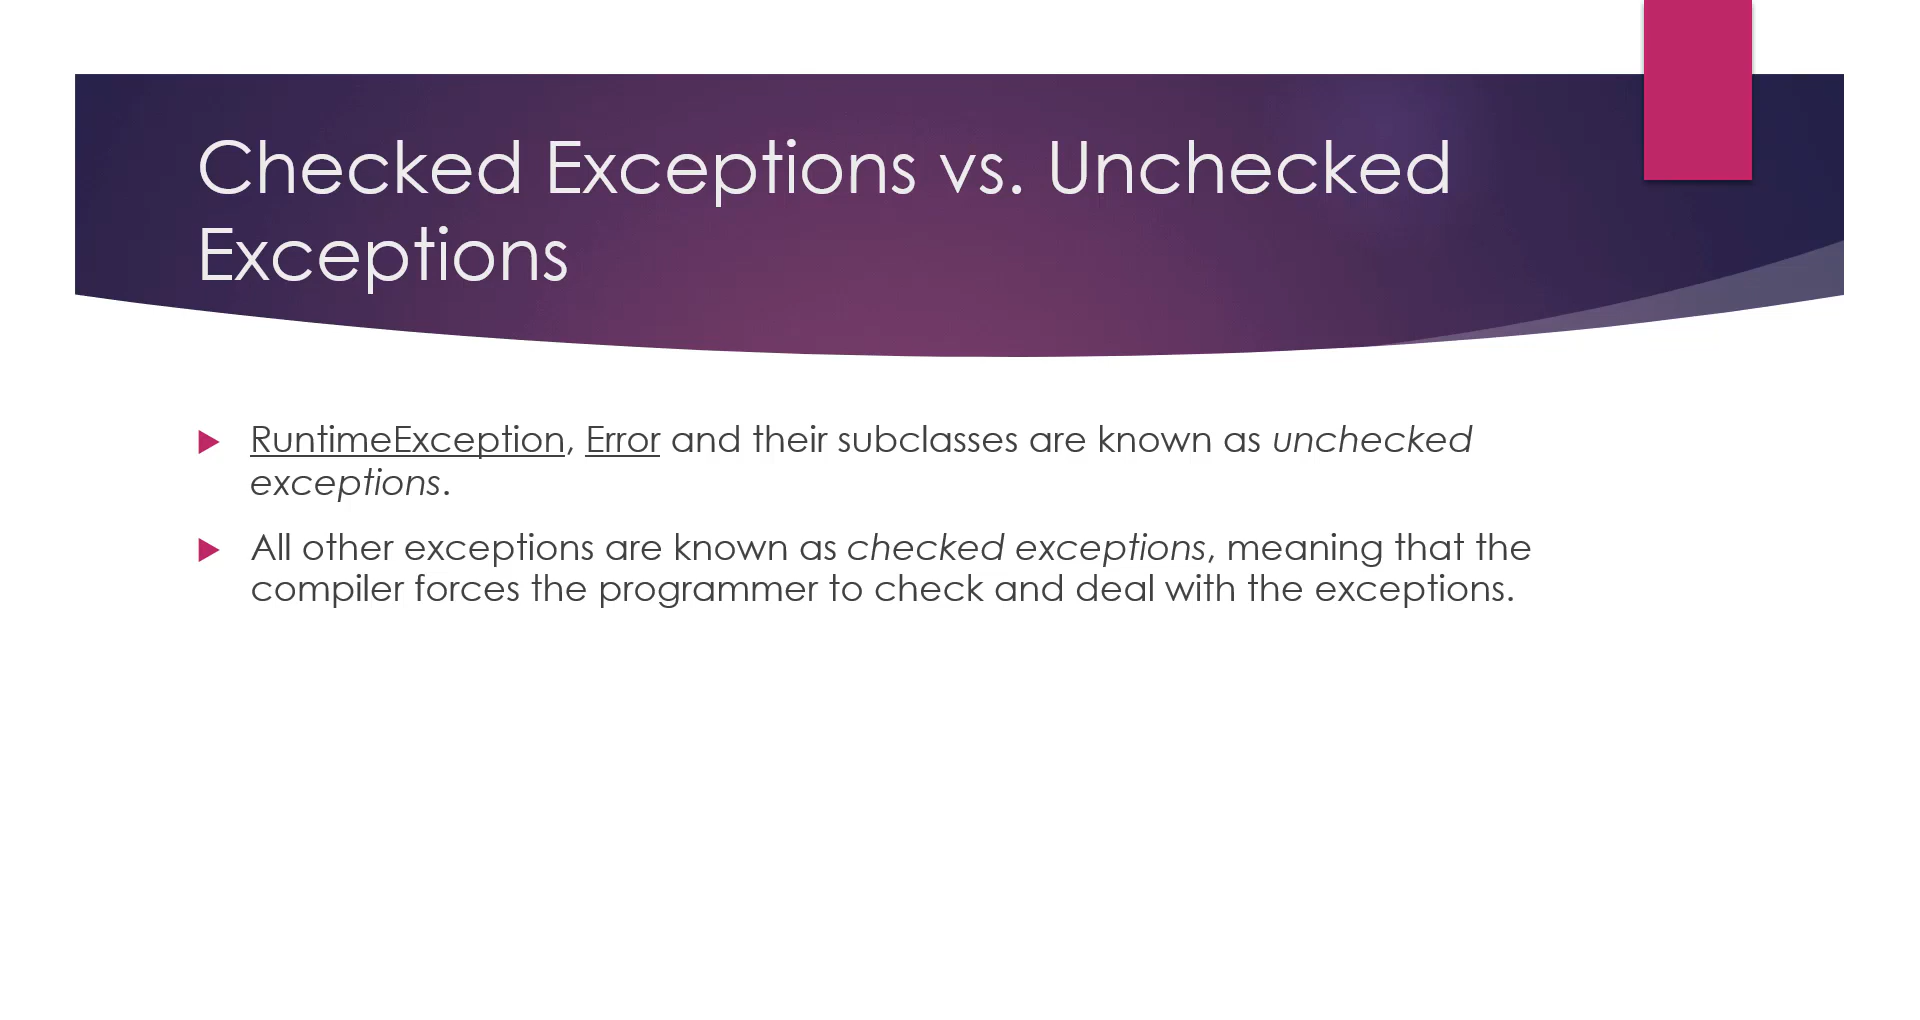 Checked Exceptions vs. Unchecked
Exceptions
RuntimeException, Error and their subclasses are known as unchecked
exceptions.
All other exceptions are known as checked exceptions, meaning that the
compiler forces the programmer to check and deal with the exceptions.